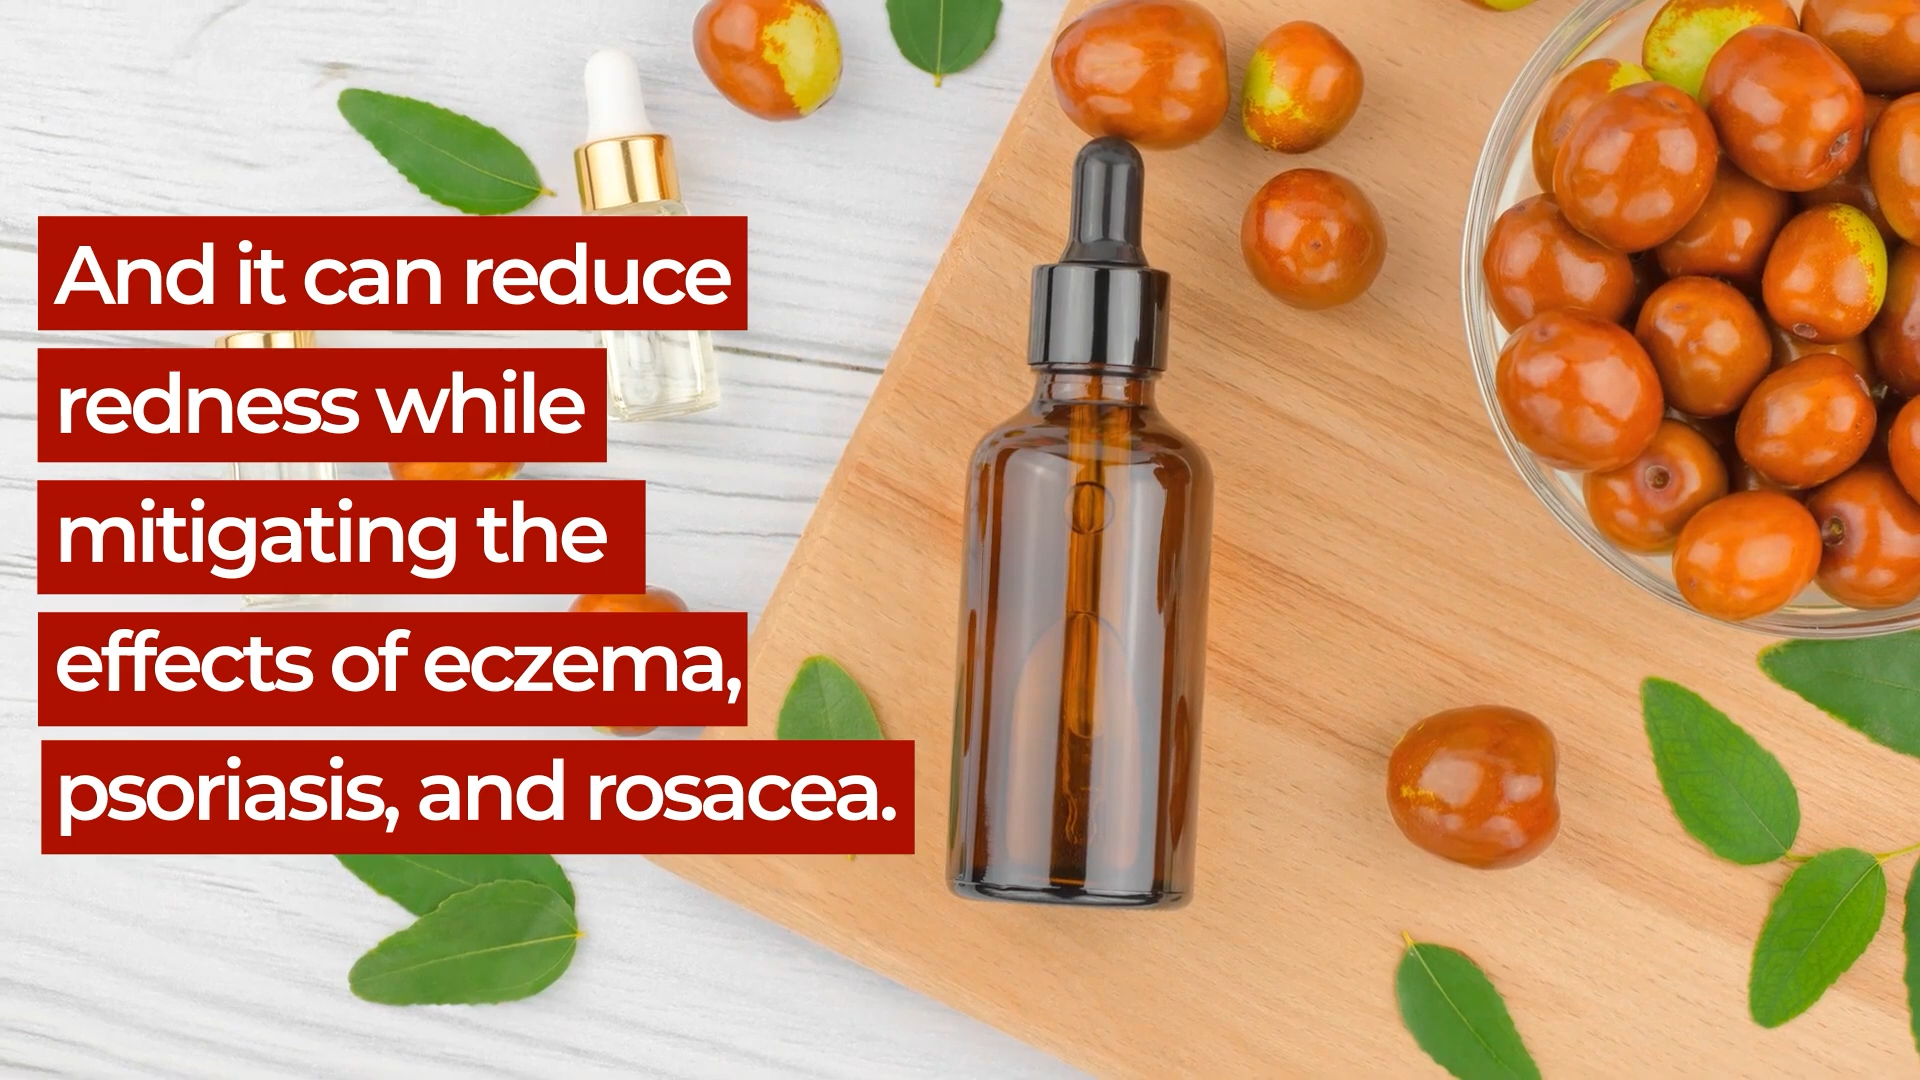 And it can reduce
redness while
mitigating the
effects of eczema,
psoriasis, and rosacea.